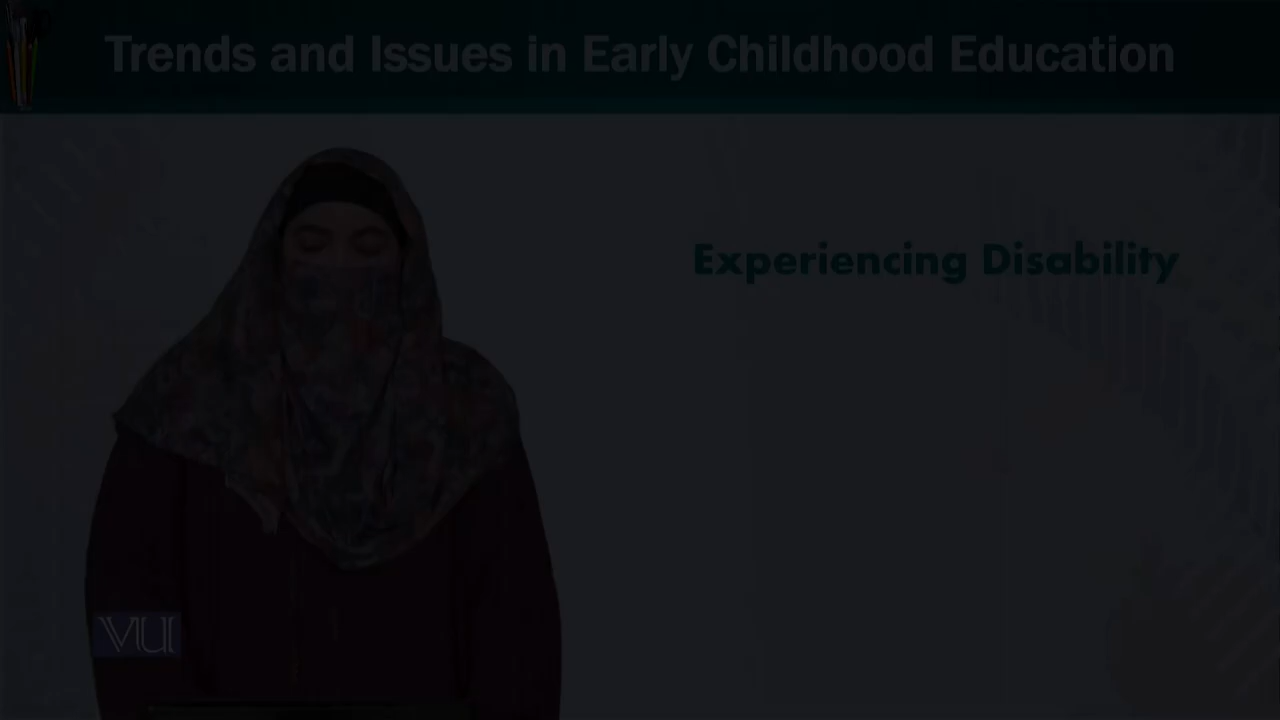 Trends and Issues in Early Childhood Education
Experiencing Disability
VU